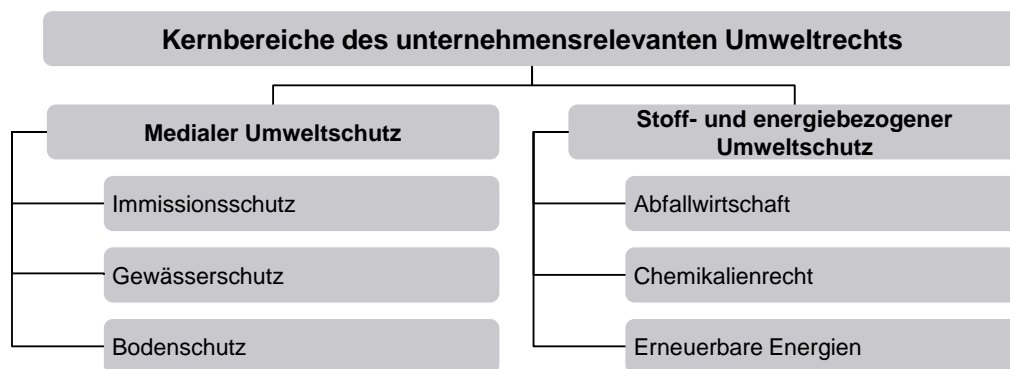 Kernbereiche des unternehmensrelevanten Umweltrechts
Medialer Umweltschutz
Immissionsschutz
Gewässerschutz
Bodenschutz
Stoff- und energiebezogener
Umweltschutz
Abfallwirtschaft
Chemikalienrecht
Erneuerbare Energien